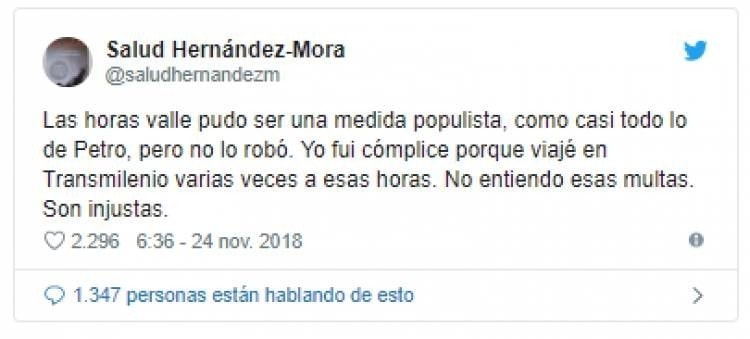 Salud Hernández-Mora
@saludhernandezm
Las horas valle pudo ser una medida populista, como casi todo lo
de Petro, pero no lo robó. Yo fui cómplice porque viajé en
Transmilenio varias veces a esas horas. No entiendo esas multas.
Son injustas.
2.296 6:36 - 24 nov. 2018
1.347 personas están hablando de esto